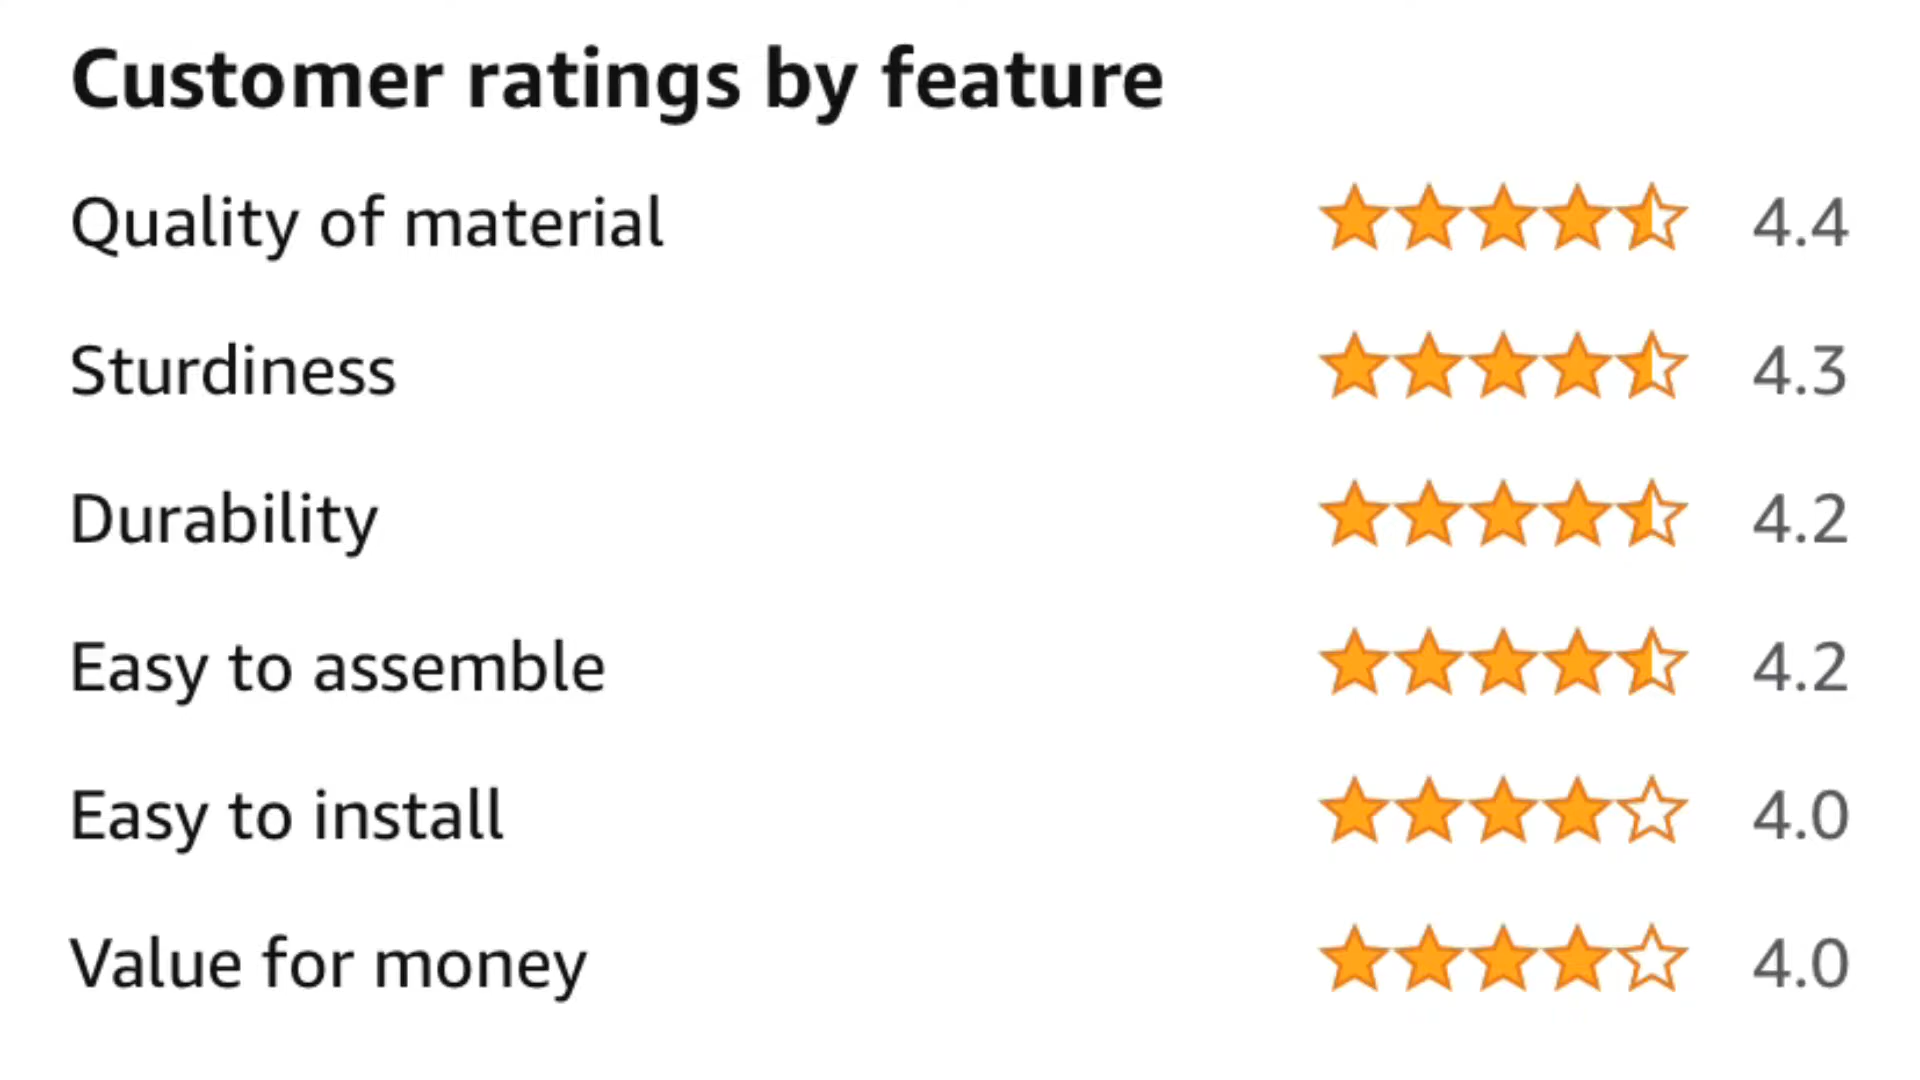 Customer ratings by feature
Quality of material 4.4
Sturdiness 4.3
Durability 4.2
Easy to assemble 4.2
Easy to install 4.0
Value for money 4.0